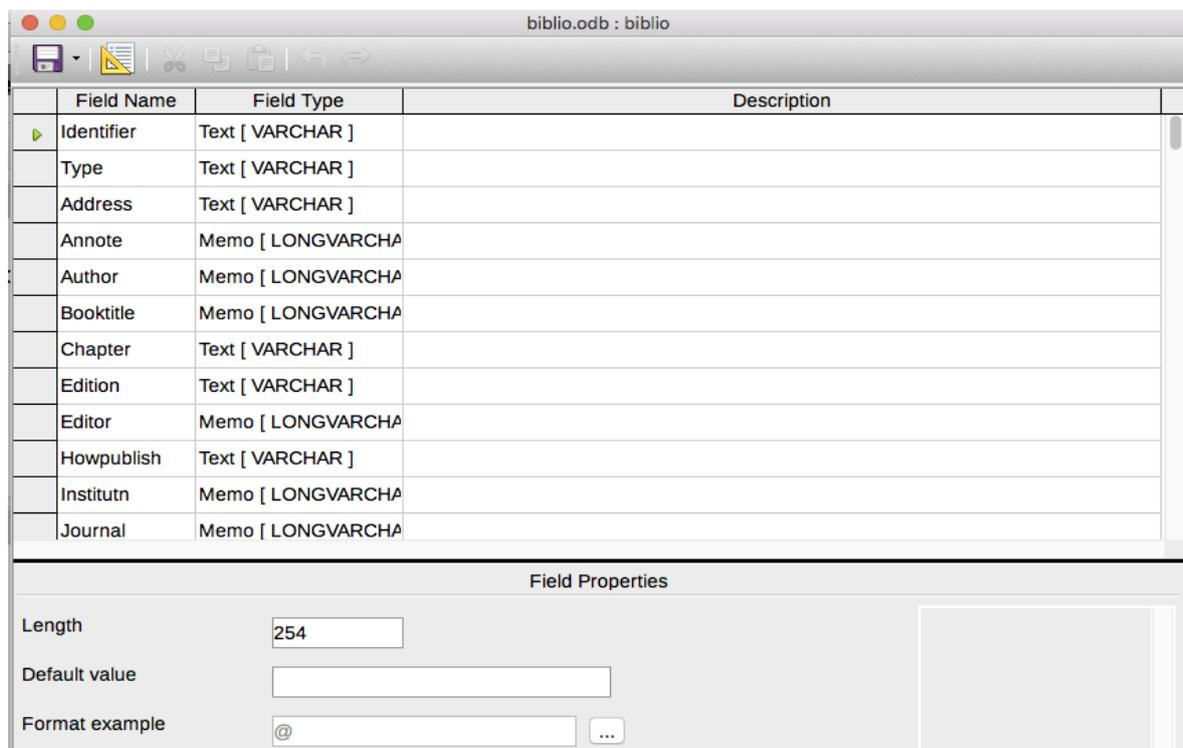 biblio.odb : biblio
Field Name Field Type Description
Identifier Text [ VARCHAR ]
Type Text [ VARCHAR ]
Address Text [ VARCHAR ]
Annote Memo [ LONGVARCHA
Author Memo [ LONGVARCHA
Booktitle Memo [ LONGVARCHA
Chapter Text [ VARCHAR ]
Edition Text [ VARCHAR ]
Editor Memo [ LONGVARCHA
Howpublish Text [ VARCHAR ]
Institutn Memo [ LONGVARCHA
Journal Memo [ LONGVARCHA
Field Properties
Length 254
Default value
Format example @ ...